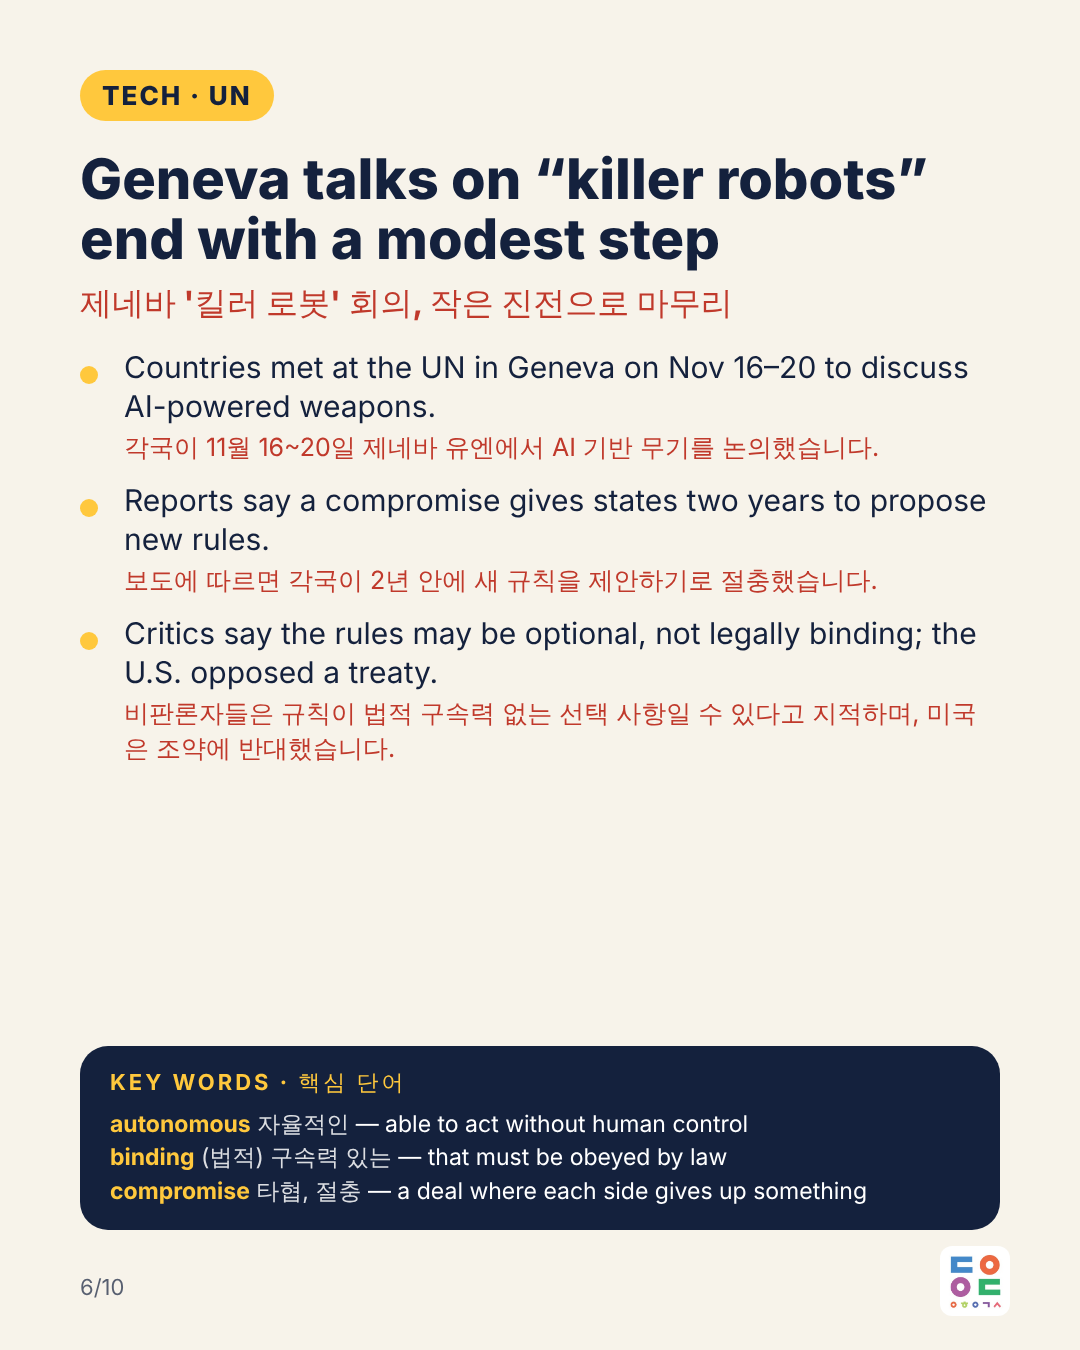 TECH · UN
Geneva talks on “killer robots”
end with a modest step
제네바 '킬러 로봇' 회의, 작은 진전으로 마무리
Countries met at the UN in Geneva on Nov 16–20 to discuss
AI-powered weapons.
각국이 11월 16~20일 제네바 유엔에서 AI 기반 무기를 논의했습니다.
Reports say a compromise gives states two years to propose
new rules.
보도에 따르면 각국이 2년 안에 새 규칙을 제안하기로 절충했습니다.
Critics say the rules may be optional, not legally binding; the
U.S. opposed a treaty.
비판론자들은 규칙이 법적 구속력 없는 선택 사항일 수 있다고 지적하며, 미국
은 조약에 반대했습니다.
KEY WORDS · 핵심 단어
autonomous 자율적인 — able to act without human control
binding (법적) 구속력 있는 — that must be obeyed by law
compromise 타협, 절충 — a deal where each side gives up something
6/10